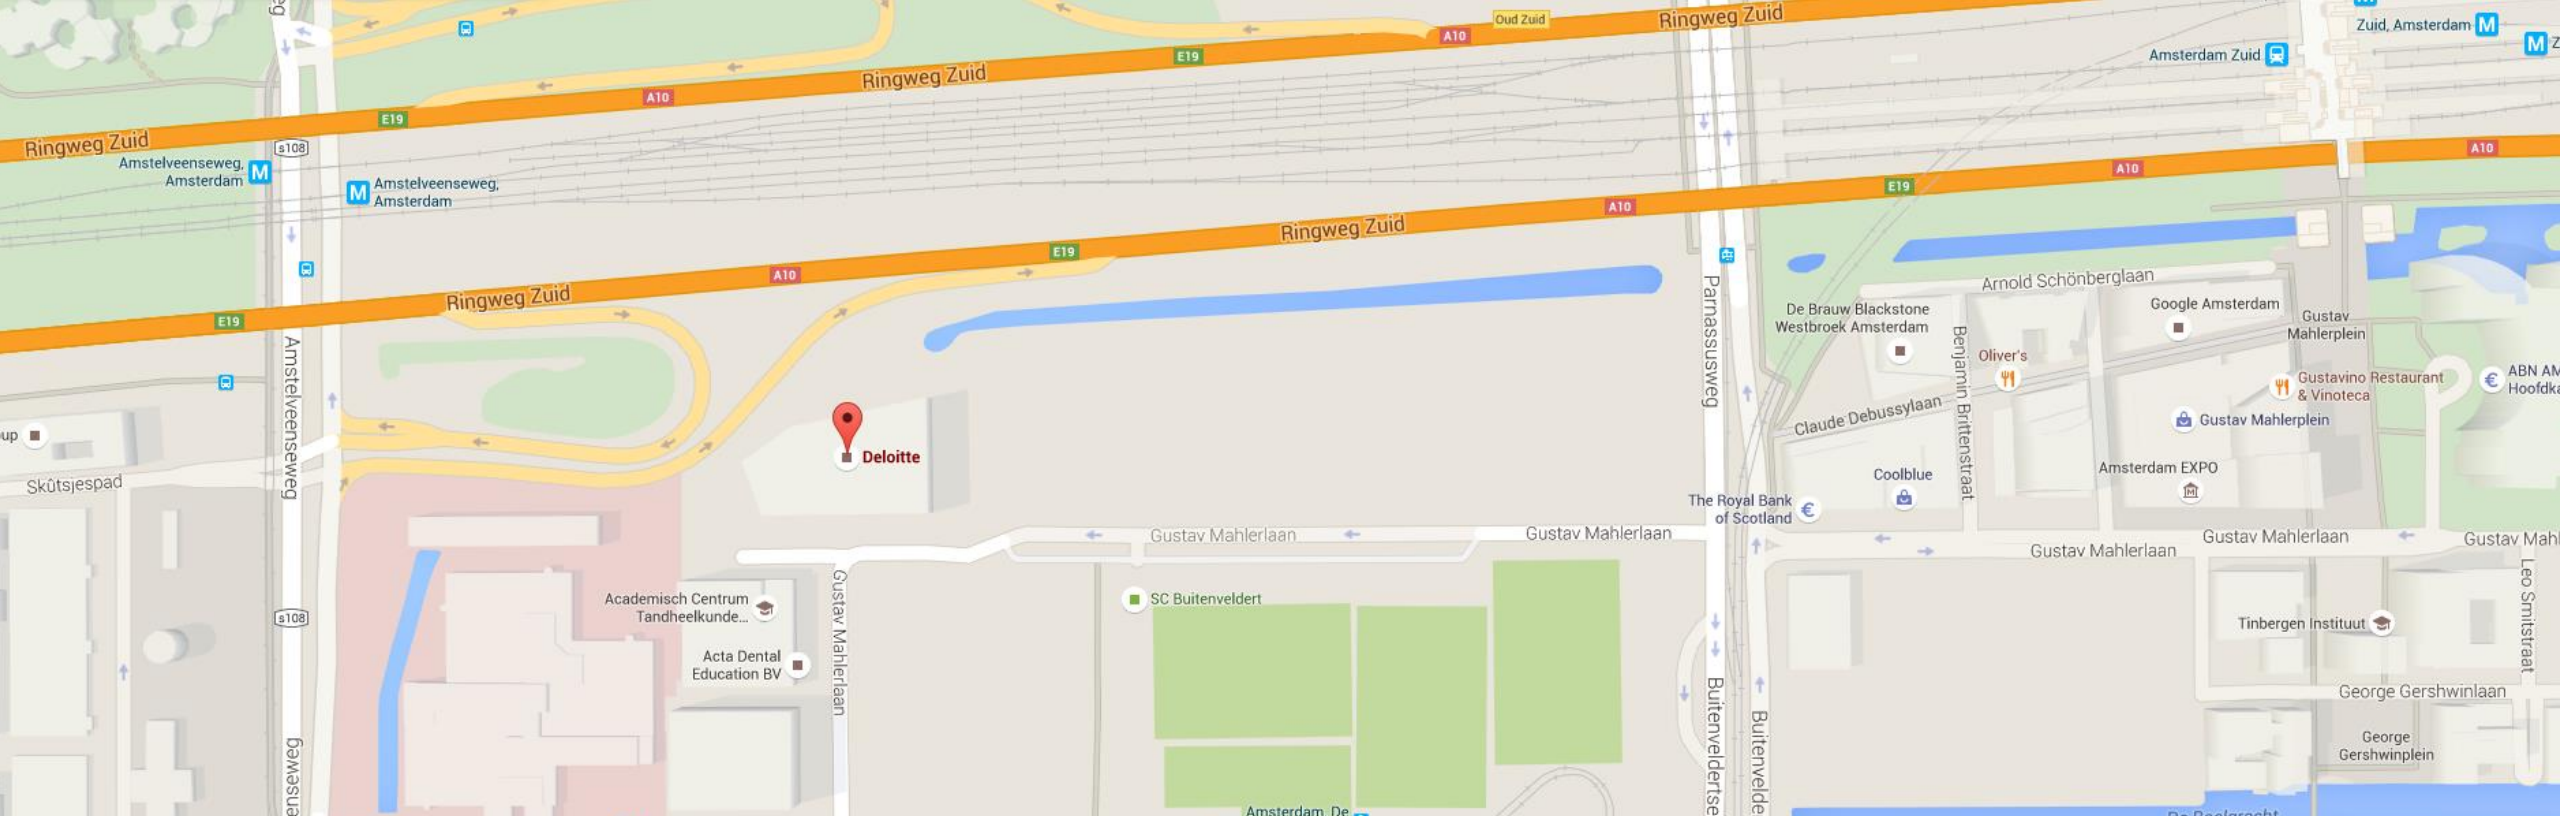 Oud Zuid
Ringweg Zuid
A10
Zuid, Amsterdam
M
M
Amsterdam Zuid
E19
Ringweg Zuid
A10
E19
Ringweg Zuid
s108
Amstelveenseweg,
Amsterdam
M
M
Amstelveenseweg,
Amsterdam
A10
A10
E19
A10
Ringweg Zuid
E19
A10
Ringweg Zuid
E19
Amstelveenseweg
Parnassusweg
Arnold Schönberglaan
De Brauw Blackstone
Westbroek Amsterdam
Google Amsterdam
Gustav
Mahlerplein
Benjamin Brittenstraat
Oliver's
Gustavino Restaurant
& Vinoteca
ABN AM
Hoofdka
Claude Debussylaan
Gustav Mahlerplein
Deloitte
Skûtsjespad
Coolblue
Amsterdam EXPO
The Royal Bank
of Scotland
Gustav Mahlerlaan
Gustav Mahlerlaan
Gustav Mahlerlaan
Gustav Mahlerlaan
Gustav Mahl
Gustav Mahlerlaan
Academisch Centrum
Tandheelkunde...
SC Buitenveldert
s108
Acta Dental
Education BV
Tinbergen Instituut
Leo Smitstraat
George Gershwinlaan
George
Gershwinplein
Buitenveldertse
Buitenvelde
enseweg
Amsterdam, De